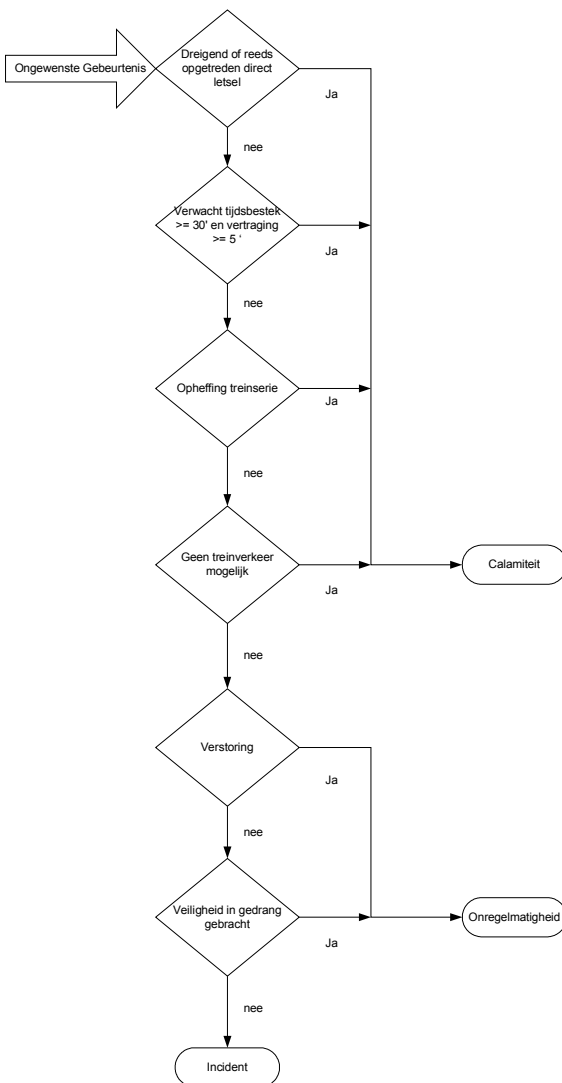 Ongewenste Gebeurtenis
Dreigend of reeds
opgetreden direct
letsel
Ja
nee
Verwacht tijdsbestek
>= 30' en vertraging
>= 5 '
Ja
nee
Opheffing treinserie
Ja
nee
Geen treinverkeer
mogelijk
Ja
Calamiteit
nee
Verstoring
Ja
nee
Veiligheid in gedrang
gebracht
Ja
Onregelmatigheid
nee
Incident